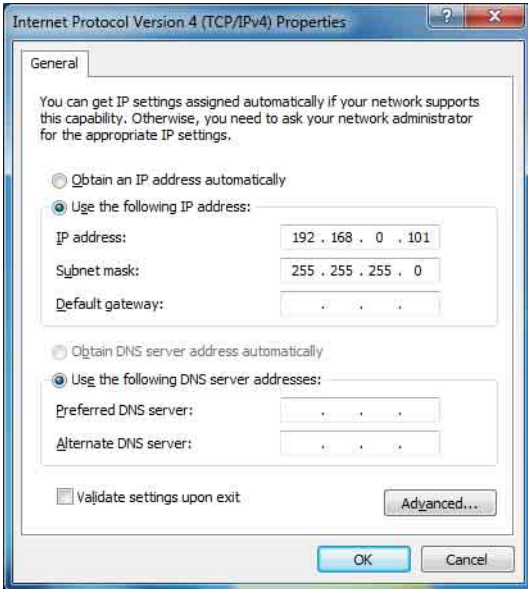 Internet Protocol Version 4 (TCP/IPv4) Properties
General
You can get IP settings assigned automatically if your network supports
this capability. Otherwise, you need to ask your network administrator
for the appropriate IP settings.
Obtain an IP address automatically
Use the following IP address:
IP address: 192 . 168 . 0 . 101
Subnet mask: 255 . 255 . 255 . 0
Default gateway: . . .
Obtain DNS server address automatically
Use the following DNS server addresses:
Preferred DNS server: . . .
Alternate DNS server: . . .
Validate settings upon exit
Advanced...
OK Cancel